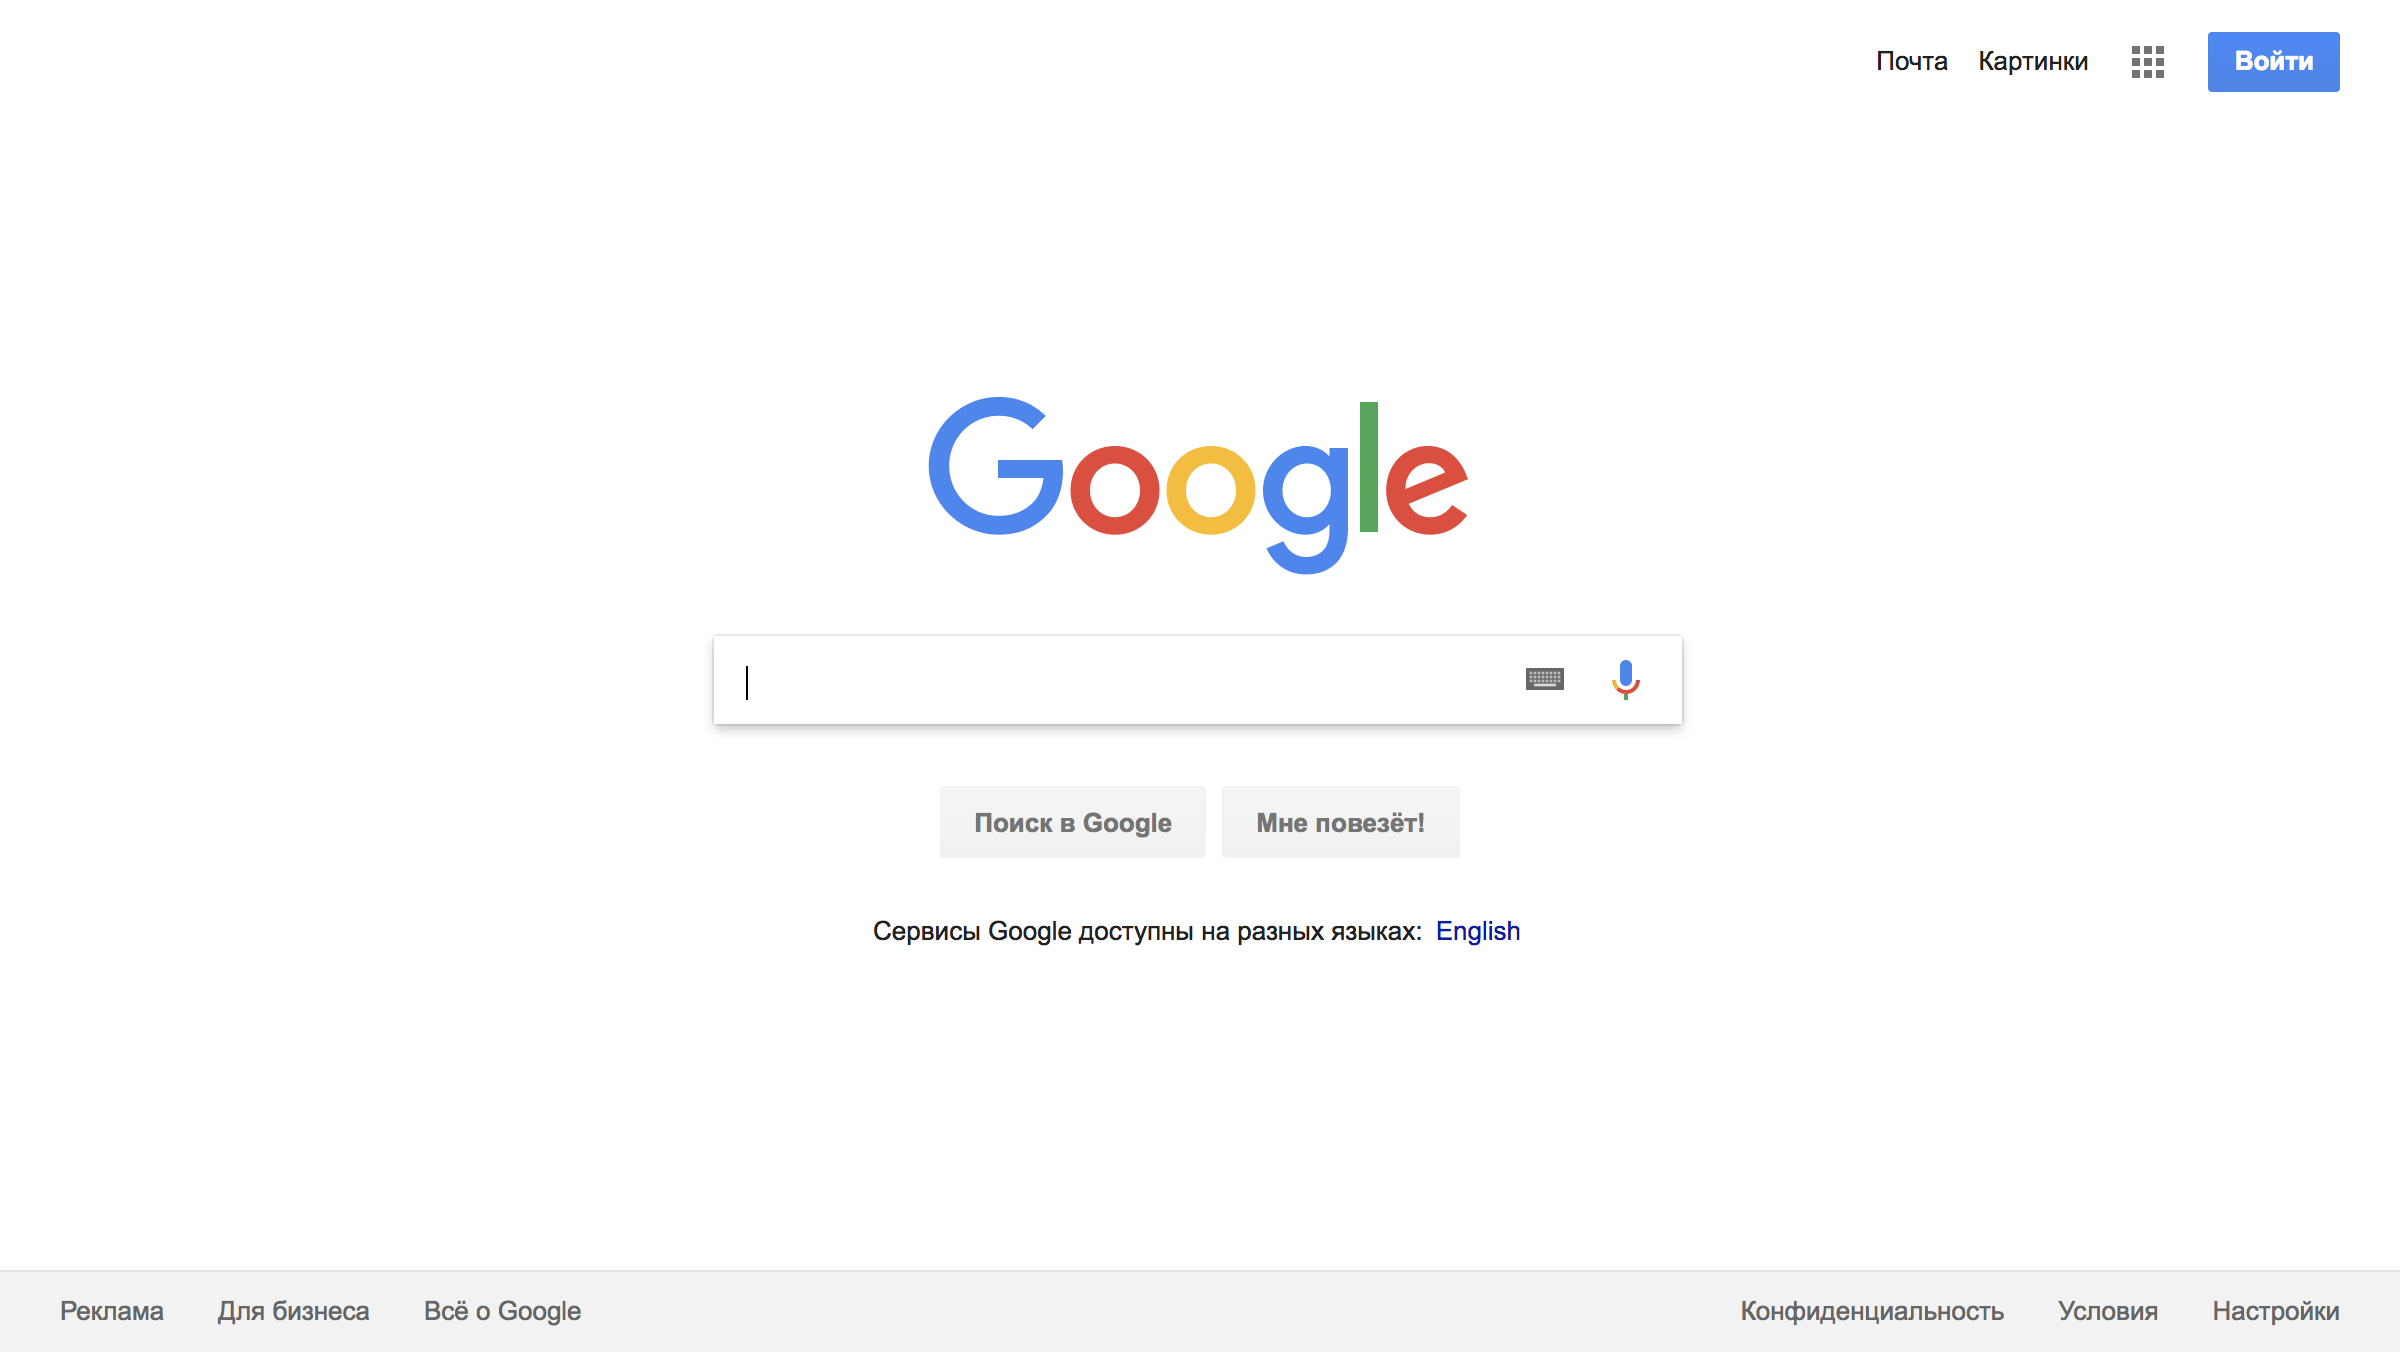 Почта Картинки Войти
Google
Поиск в Google Мне повезёт!
Сервисы Google доступны на разных языках: English
Реклама Для бизнеса Всё о Google Конфиденциальность Условия Настройки